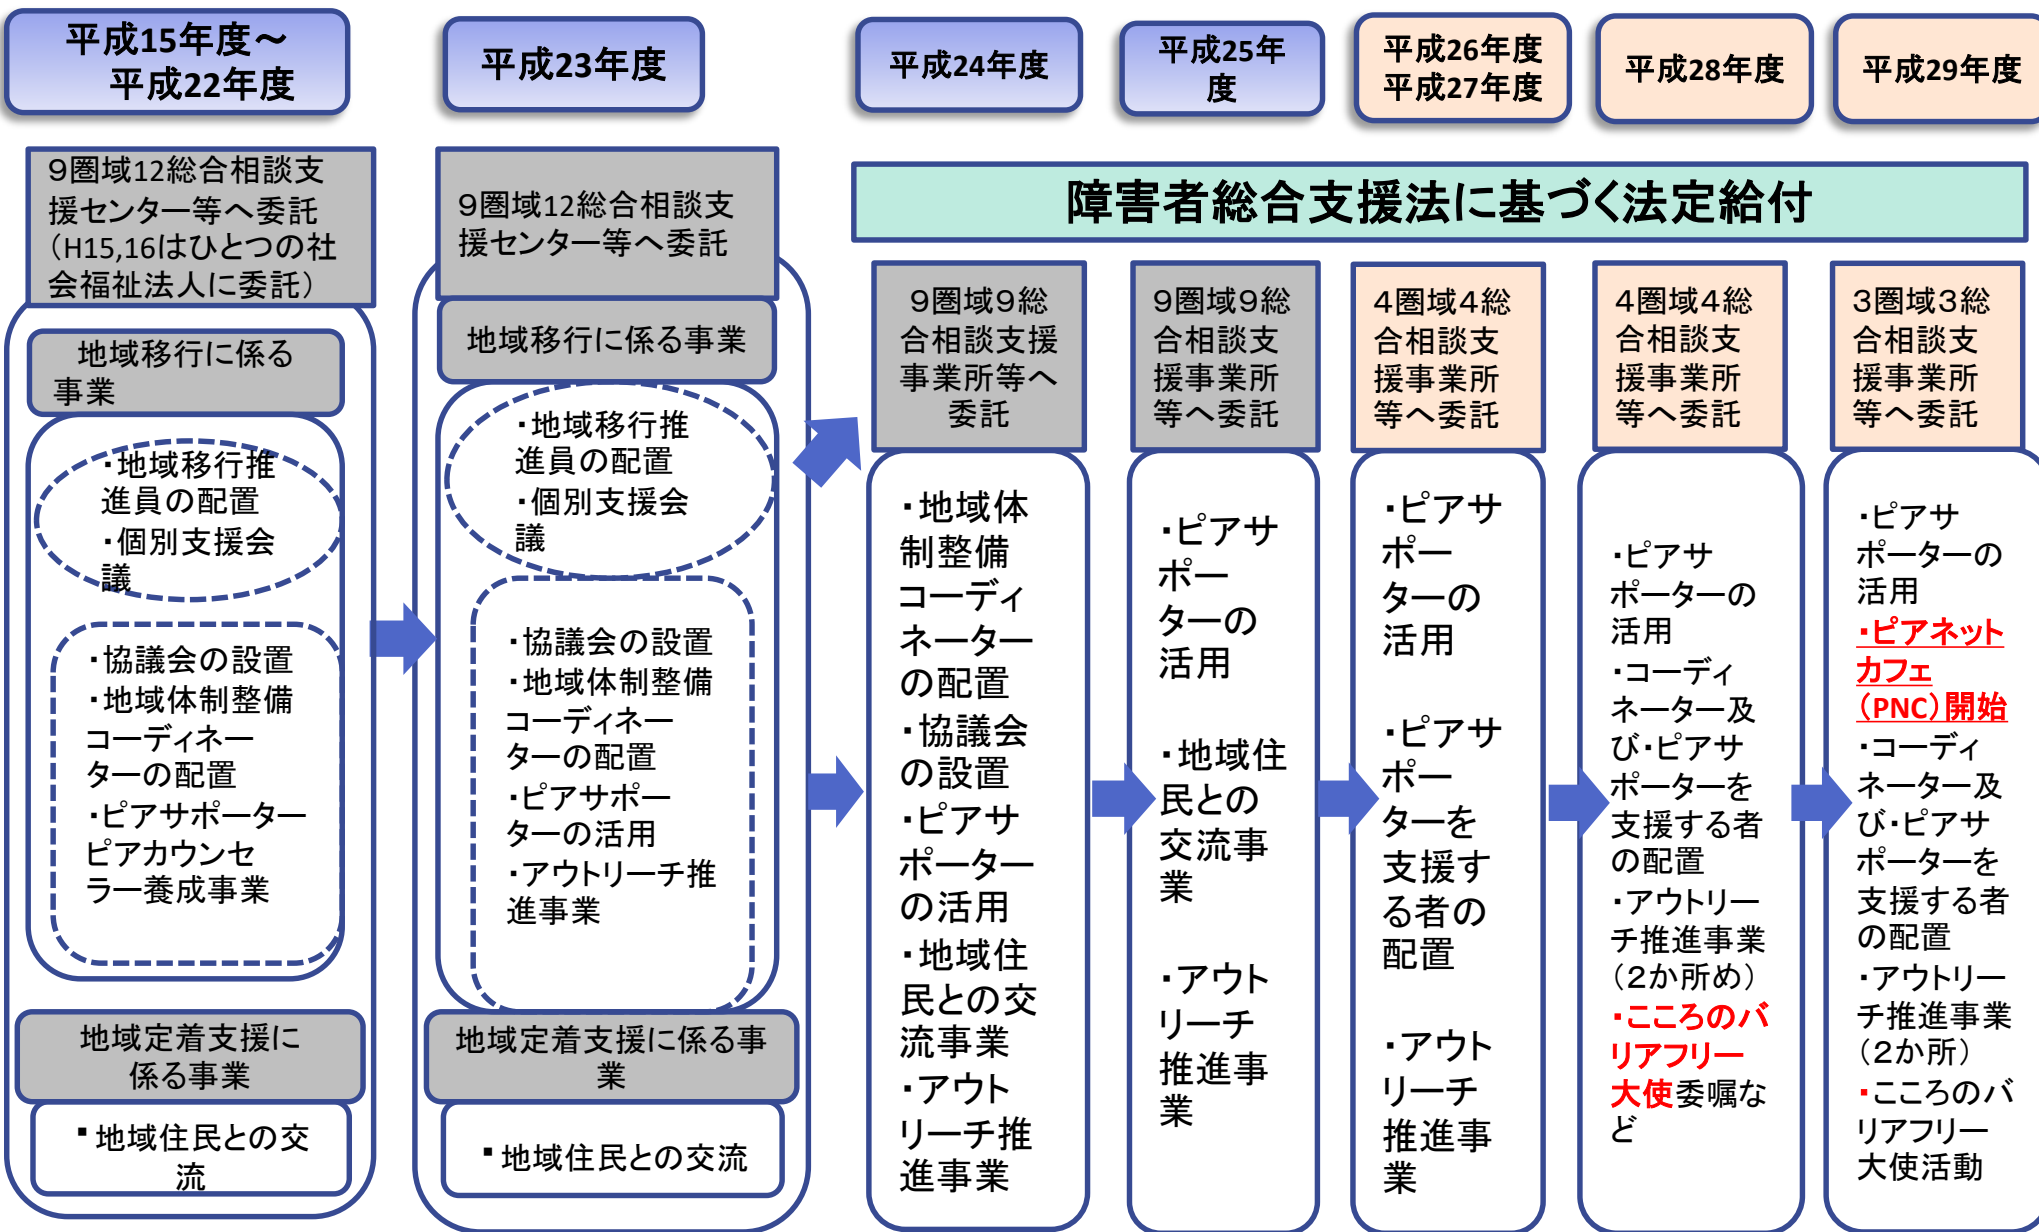 平成15年度～
平成22年度
平成23年度
平成24年度
平成25年
度
平成26年度
平成27年度
平成28年度
平成29年度
障害者総合支援法に基づく法定給付
９圏域12総合相談支
援センター等へ委託
（H15,16はひとつの社
会福祉法人に委託）
地域移行に係る
事業
・地域移行推
進員の配置
・個別支援会
議
・協議会の設置
・地域体制整備
コーディネー
ターの配置
・ピアサポーター
ピアカウンセ
ラー養成事業
地域定着支援に
係る事業
▪地域住民との交
流
９圏域12総合相談支
援センター等へ委託
地域移行に係る事業
・地域移行推
進員の配置
・個別支援会
議
・協議会の設置
・地域体制整備
コーディネー
ターの配置
・ピアサポー
ターの活用
・アウトリーチ推
進事業
地域定着支援に係る事
業
▪地域住民との交流
９圏域９総
合相談支援
事業所等へ
委託
・地域体
制整備
コーディ
ネーター
の配置
・協議会
の設置
・ピアサ
ポーター
の活用
・地域住
民との交
流事業
・アウト
リーチ推
進事業
９圏域９総
合相談支
援事業所
等へ委託
・ピアサ
ポー
ターの
活用
・地域住
民との
交流事
業
・アウト
リーチ
推進事
業
４圏域４総
合相談支
援事業所
等へ委託
・ピアサ
ポー
ターの
活用
・ピアサ
ポー
ターを
支援す
る者の
配置
・アウト
リーチ
推進事
業
４圏域４総
合相談支
援事業所
等へ委託
・ピアサ
ポーターの
活用
・コーディ
ネーター及
び・ピアサ
ポーターを
支援する者
の配置
・アウトリー
チ推進事業
（２か所め）
・こころのバ
リアフリー
大使委嘱な
ど
３圏域３総
合相談支
援事業所
等へ委託
・ピアサ
ポーターの
活用
・ピアネット
カフェ
（PNC）開始
・コーディ
ネーター及
び・ピアサ
ポーターを
支援する者
の配置
・アウトリー
チ推進事業
（２か所）
・こころのバ
リアフリー
大使活動